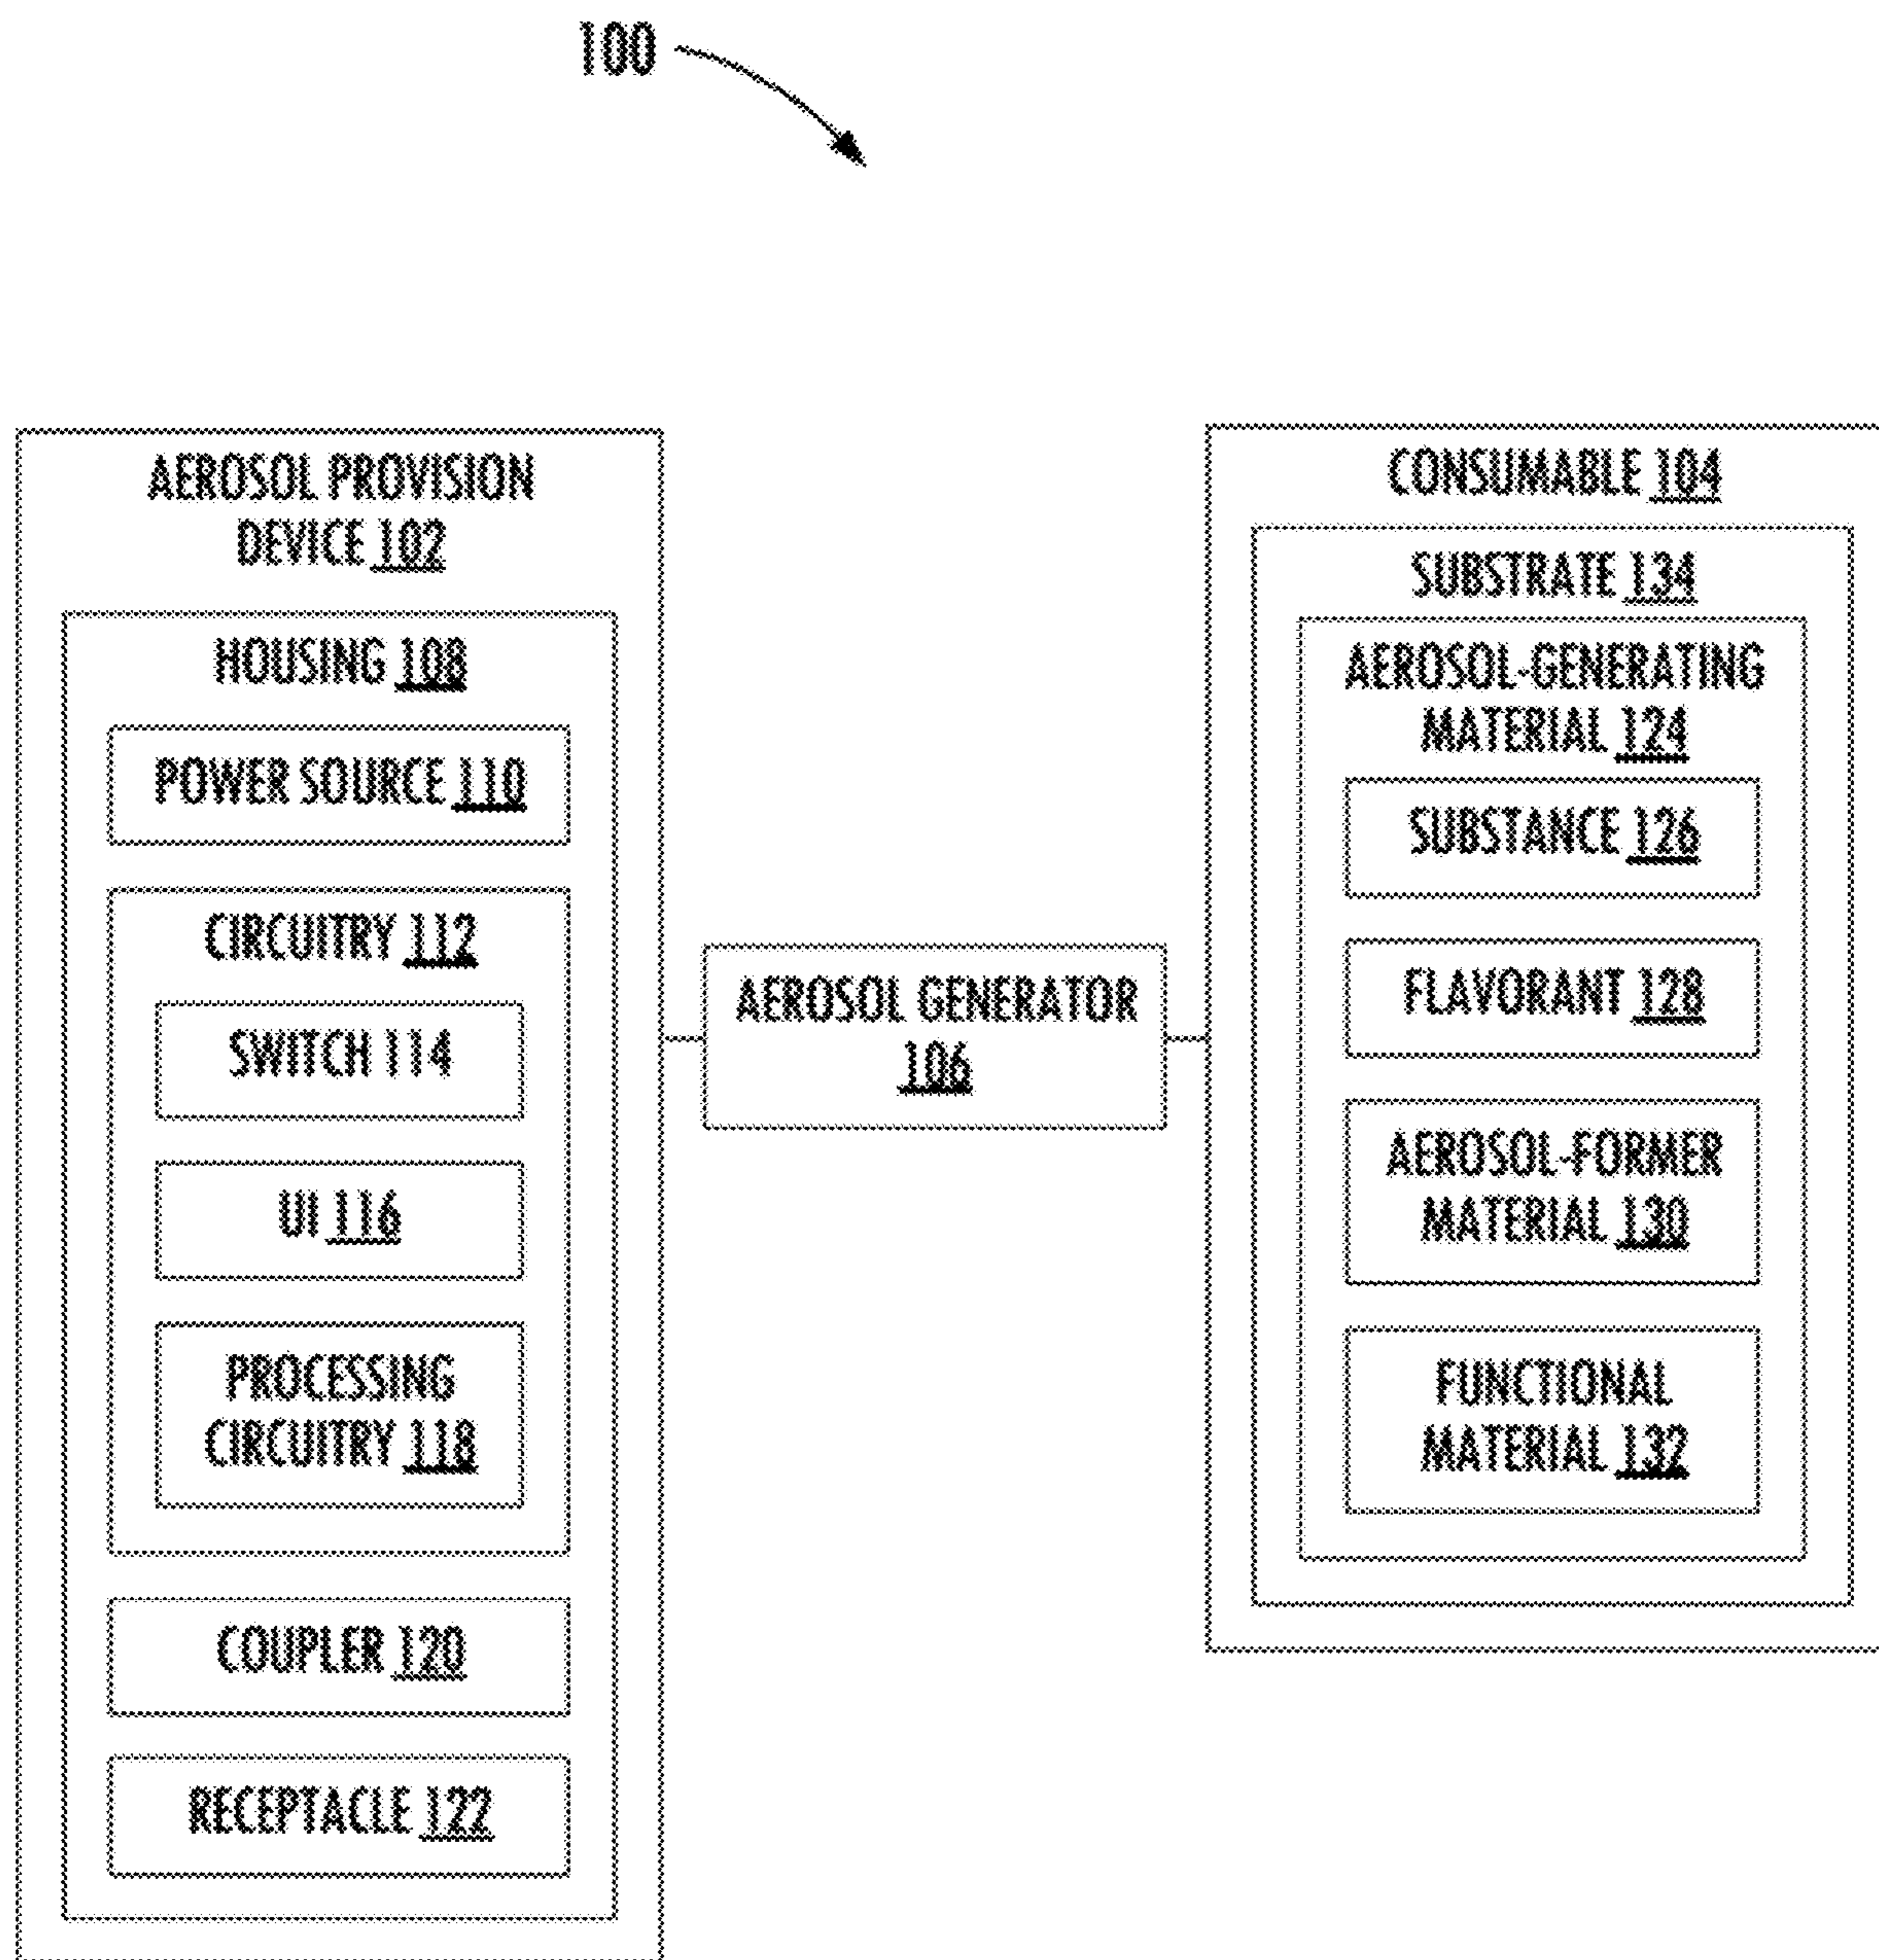 100
AEROSOL PROVISION
DEVICE 102
HOUSING 108
POWER SOURCE 110
CIRCUITRY 112
SWITCH 114
UI 116
PROCESSING
CIRCUITRY 118
COUPLER 120
RECEPTACLE 122
AEROSOL GENERATOR
106
CONSUMABLE 104
SUBSTRATE 134
AEROSOL-GENERATING
MATERIAL 124
SUBSTANCE 126
FLAVORANT 128
AEROSOL-FORMER
MATERIAL 130
FUNCTIONAL
MATERIAL 132